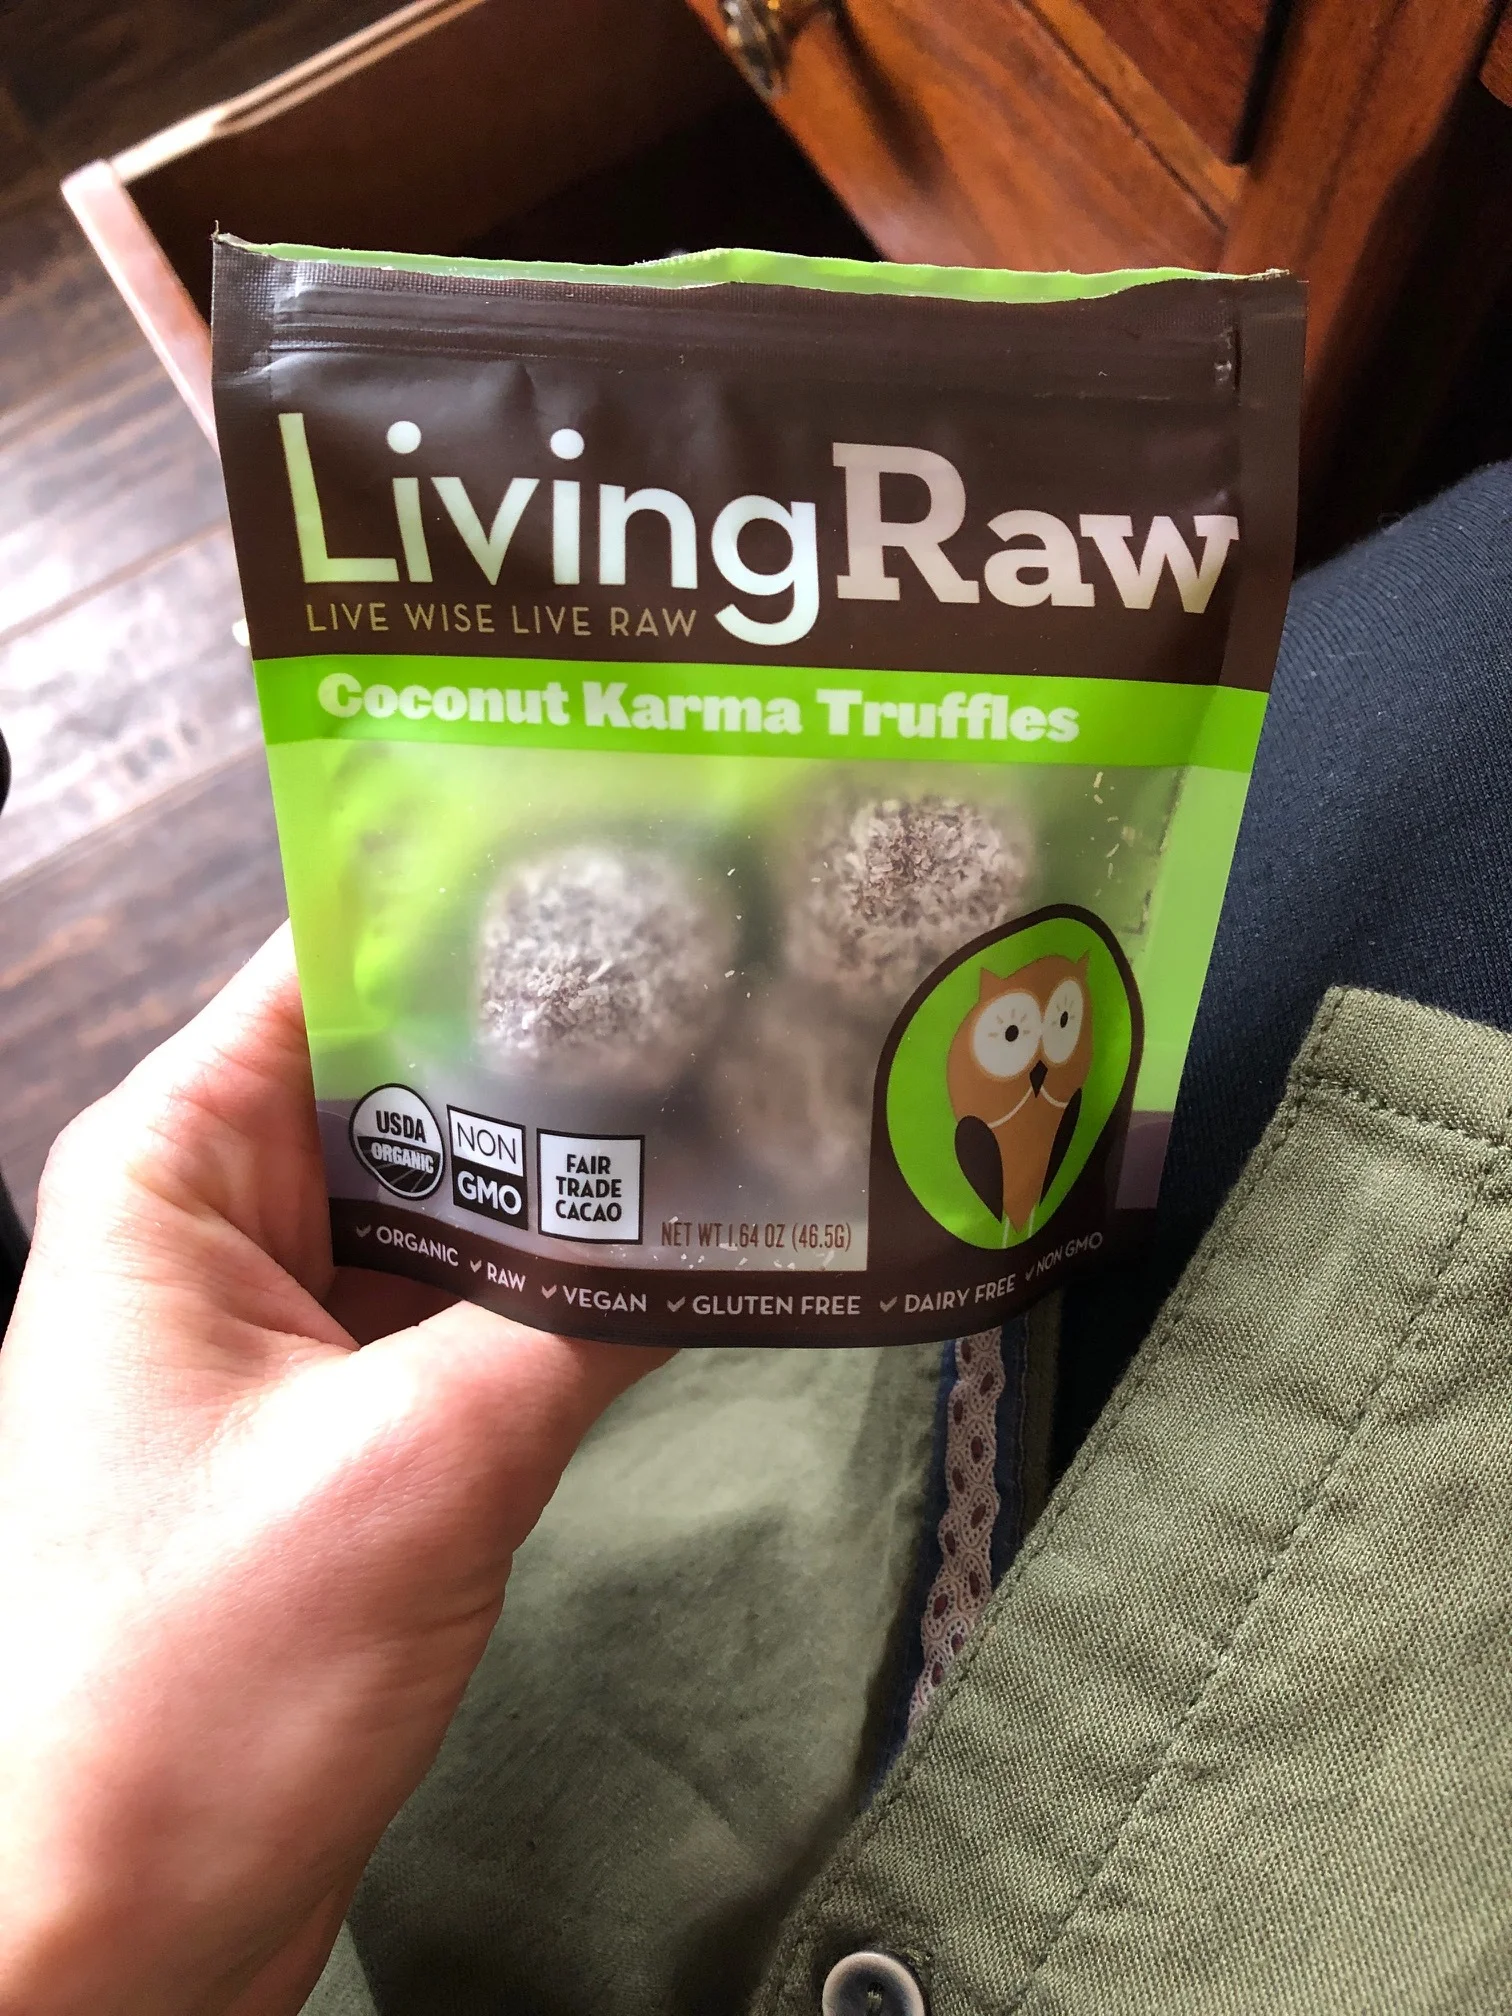 LivingRaw
LIVE WISE LIVE RAW
Coconut Karma Truffles
USDA
ORGANIC
NON
GMO
FAIR
TRADE
CACAO
NET WT 1.64 OZ (46.5G)
ORGANIC RAW VEGAN GLUTEN FREE DAIRY FREE NON GMO